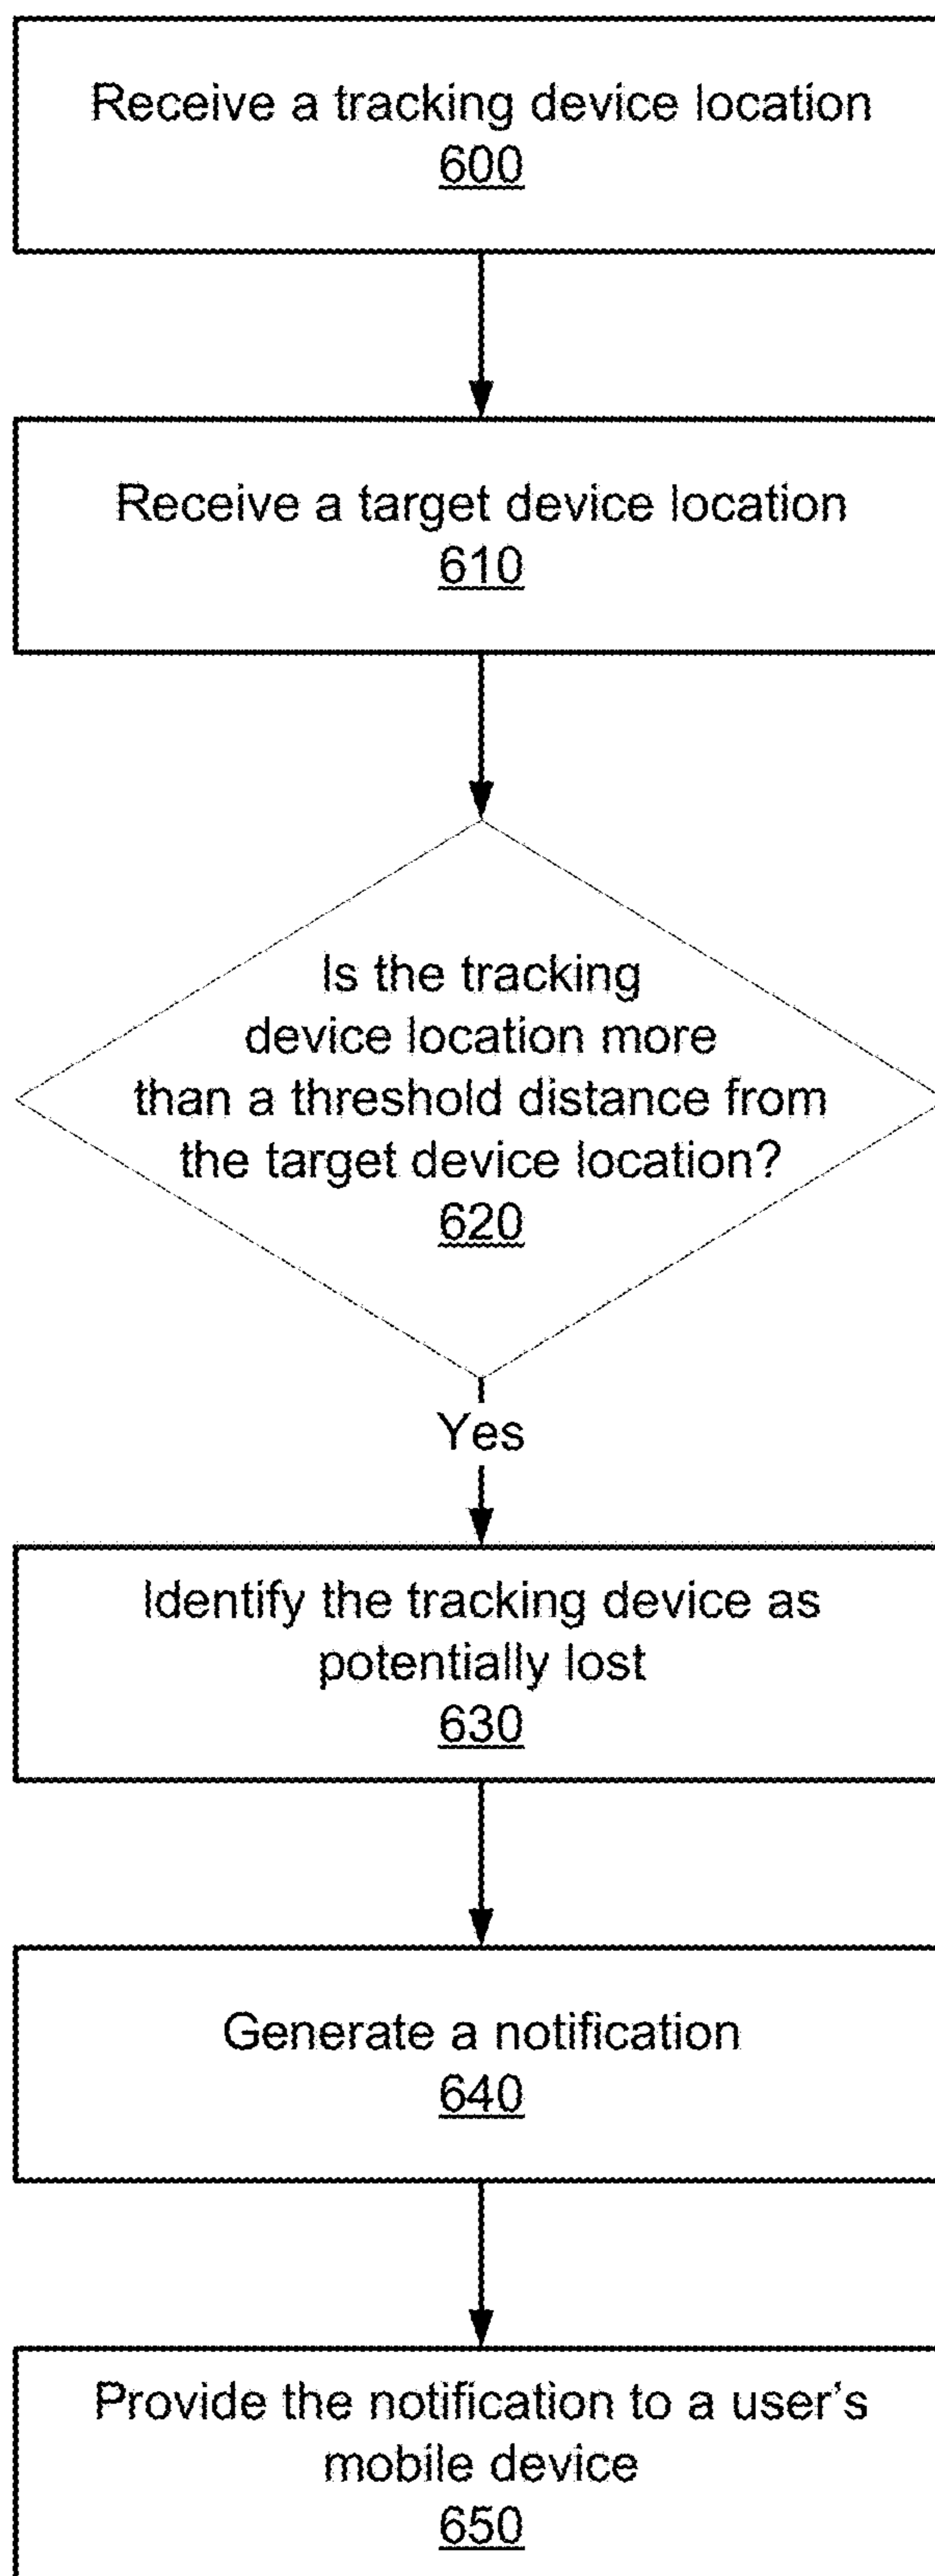 Receive a tracking device location
600
Receive a target device location
610
Is the tracking
device location more
than a threshold distance from
the target device location?
620
Yes
Identify the tracking device as
potentially lost
630
Generate a notification
640
Provide the notification to a user's
mobile device
650